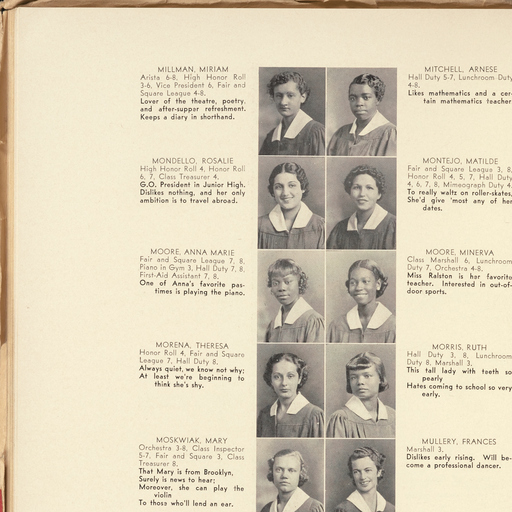 MILLMAN, MIRIAM
Arista 6-8, High Honor Roll
3-6, Vice President 6, Fair and
Square League 4-8.
Lover of the theatre, poetry,
and after-supper refreshment.
Keeps a diary in shorthand.
MITCHELL, ARNESE
Hall Duty 5-7, Lunchroom Duty
4-8.
Likes mathematics and a cer-
tain mathematics teacher
MONDELLO, ROSALIE
High Honor Roll 4, Honor Roll
6, 7, Class Treasurer 4.
G.O. President in Junior High.
Dislikes nothing, and her only
ambition is to travel abroad.
MONTEJO, MATILDE
Fair and Square League 3, 8,
Honor Roll 4, 5, 7, Hall Duty
4, 6, 7, 8, Mimeograph Duty 4,
To really waltz on roller-skates,
She'd give 'most any of her
dates.
MOORE, ANNA MARIE
Fair and Square League 7, 8,
Piano in Gym 3, Hall Duty 7, 8,
First-Aid Assistant 7, 8.
One of Anna's favorite pas-
times is playing the piano.
MOORE, MINERVA
Class Marshall 6, Lunchroom
Duty 7, Orchestra 4-8.
Miss Ralston is her favorite
teacher. Interested in out-of-
door sports.
MORENA, THERESA
Honor Roll 4, Fair and Square
League 7, Hall Duty 8.
Always quiet, we know not why;
At least we're beginning to
think she's shy.
MORRIS, RUTH
Hall Duty 3, 8, Lunchroom
Duty 8, Marshall 3.
This tall lady with teeth so
pearly
Hates coming to school so very
early.
MOSKWIAK, MARY
Orchestra 3-8, Class Inspector
5-7, Fair and Square 3, Class
Treasurer 8.
That Mary is from Brooklyn,
Surely is news to hear;
Moreover, she can play the
violin
To those who'll lend an ear.
MULLERY, FRANCES
Marshall 3.
Dislikes early rising. Will be-
come a professional dancer.